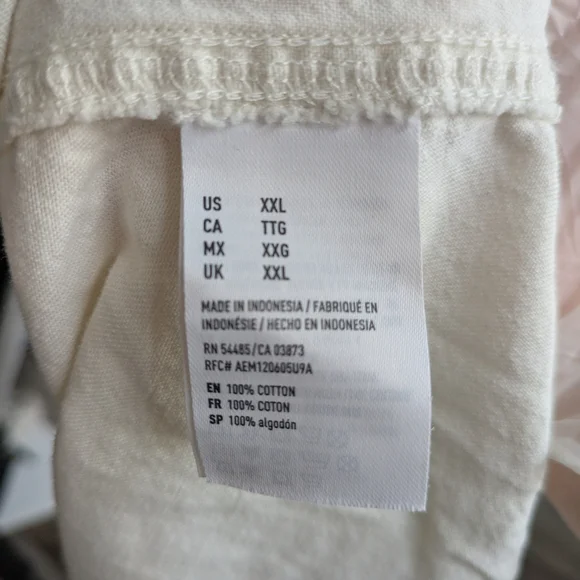 US XXL
CA TTG
MX XXG
UK XXL
MADE IN INDONESIA / FABRIQUÉ EN
INDONÉSIE / HECHO EN INDONESIA
RN 54485/CA 03873
RFC# AEM120605U9A
EN 100% COTTON
FR 100% COTON
SP 100% algodón